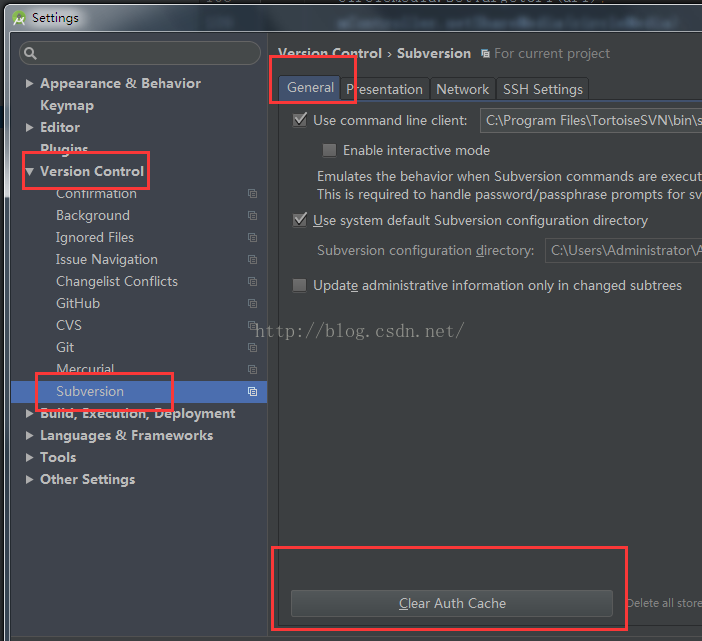 Settings
Version Control › Subversion For current project
Appearance & Behavior
Keymap
Editor
Plugins
Version Control
Confirmation
Background
Ignored Files
Issue Navigation
Changelist Conflicts
GitHub
CVS
Git
Mercurial
Subversion
Build, Execution, Deployment
Languages & Frameworks
Tools
Other Settings
General Presentation Network SSH Settings
Use command line client: C:\Program Files\TortoiseSVN\bin\s
Enable interactive mode
Emulates the behavior when Subversion commands are execut
This is required to handle password/passphrase prompts for sv
Use system default Subversion configuration directory
Subversion configuration directory: C:\Users\Administrator\A
Update administrative information only in changed subtrees
http://blog.csdn.net/
Clear Auth Cache Delete all store